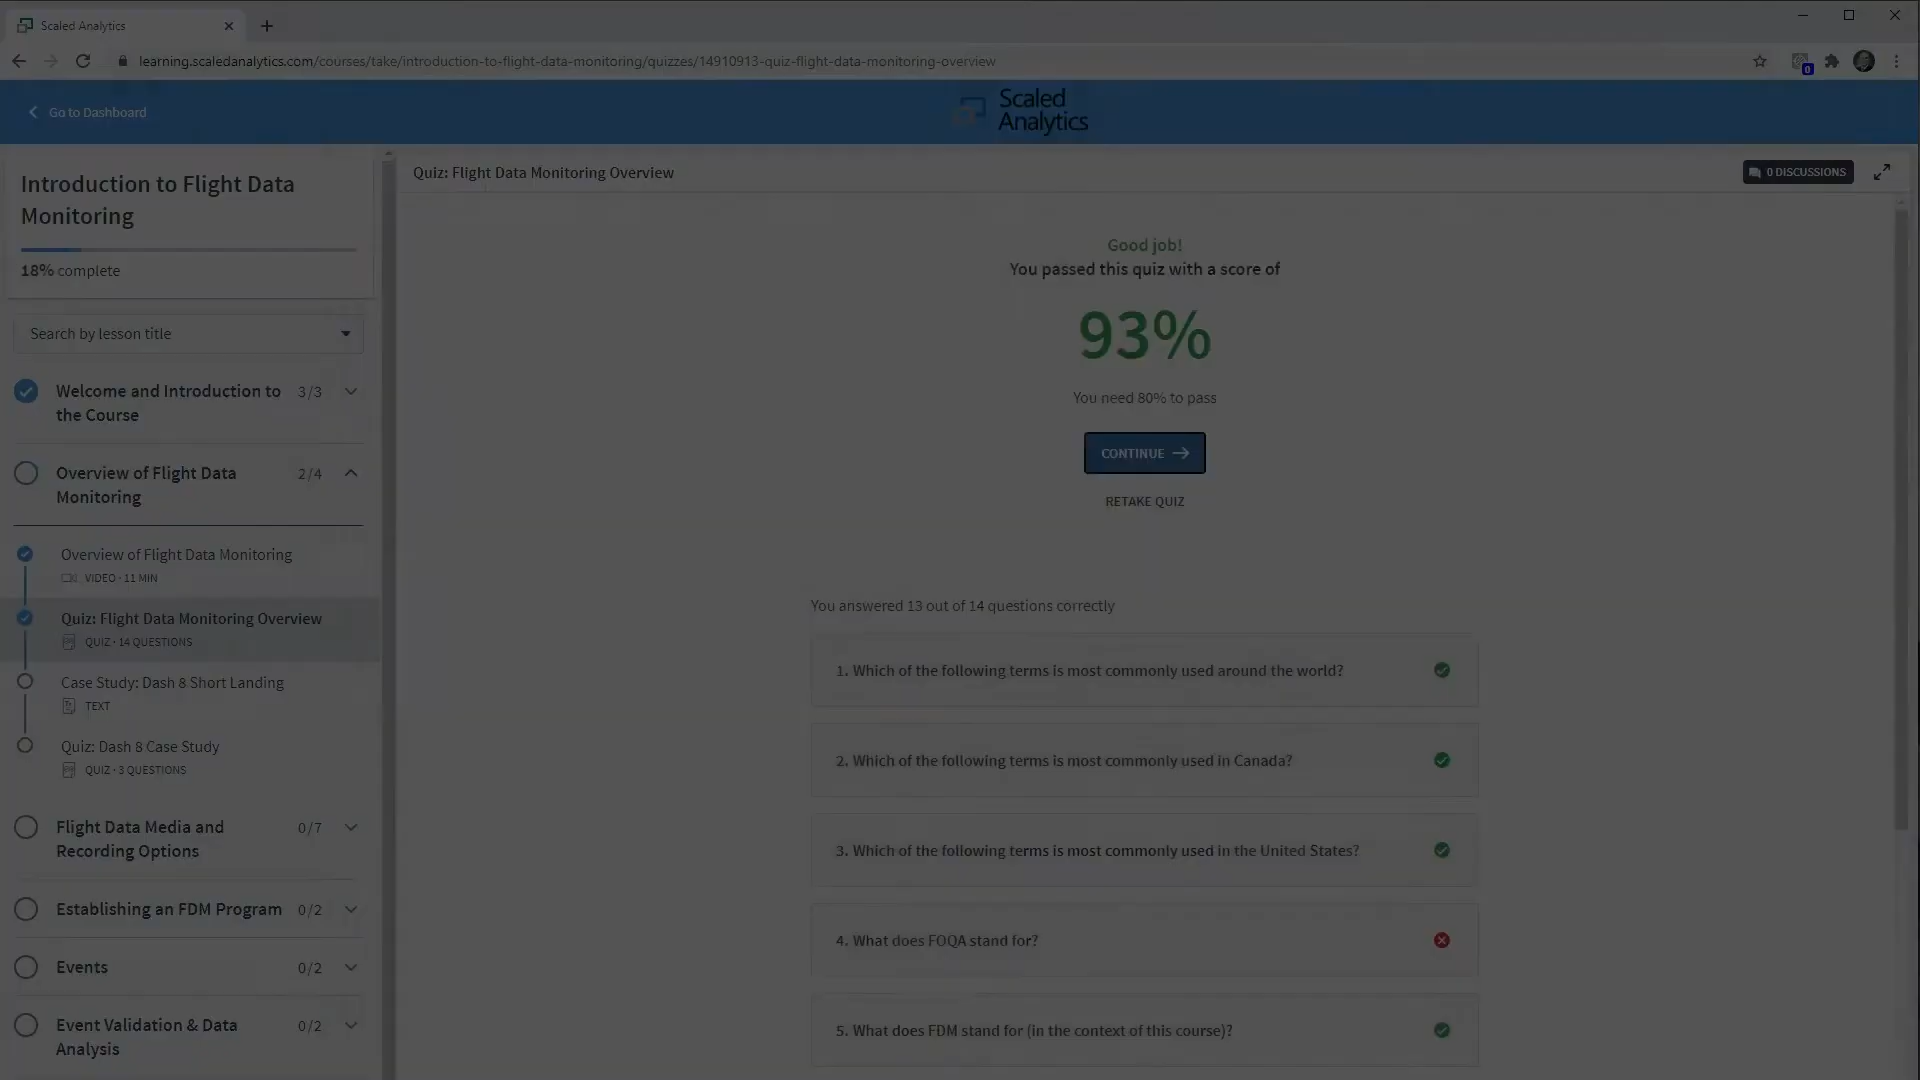 Scaled Analytics
learning.scaledanalytics.com/courses/take/introduction-to-flight-data-monitoring/quizzes/14910913-quiz-flight-data-monitoring-overview
0
Go to Dashboard
Scaled
Analytics
Introduction to Flight Data
Monitoring
18% complete
Search by lesson title
Welcome and Introduction to
the Course
3/3
Overview of Flight Data
Monitoring
2/4
Overview of Flight Data Monitoring
VIDEO · 11 MIN
Quiz: Flight Data Monitoring Overview
QUIZ · 14 QUESTIONS
Case Study: Dash 8 Short Landing
TEXT
Quiz: Dash 8 Case Study
QUIZ · 3 QUESTIONS
Flight Data Media and
Recording Options
0/7
Establishing an FDM Program 0/2
Events 0/2
Event Validation & Data
Analysis
0/2
Quiz: Flight Data Monitoring Overview
0 DISCUSSIONS
Good job!
You passed this quiz with a score of
93%
You need 80% to pass
CONTINUE
RETAKE QUIZ
You answered 13 out of 14 questions correctly
1. Which of the following terms is most commonly used around the world?
2. Which of the following terms is most commonly used in Canada?
3. Which of the following terms is most commonly used in the United States?
4. What does FOQA stand for?
5. What does FDM stand for (in the context of this course)?